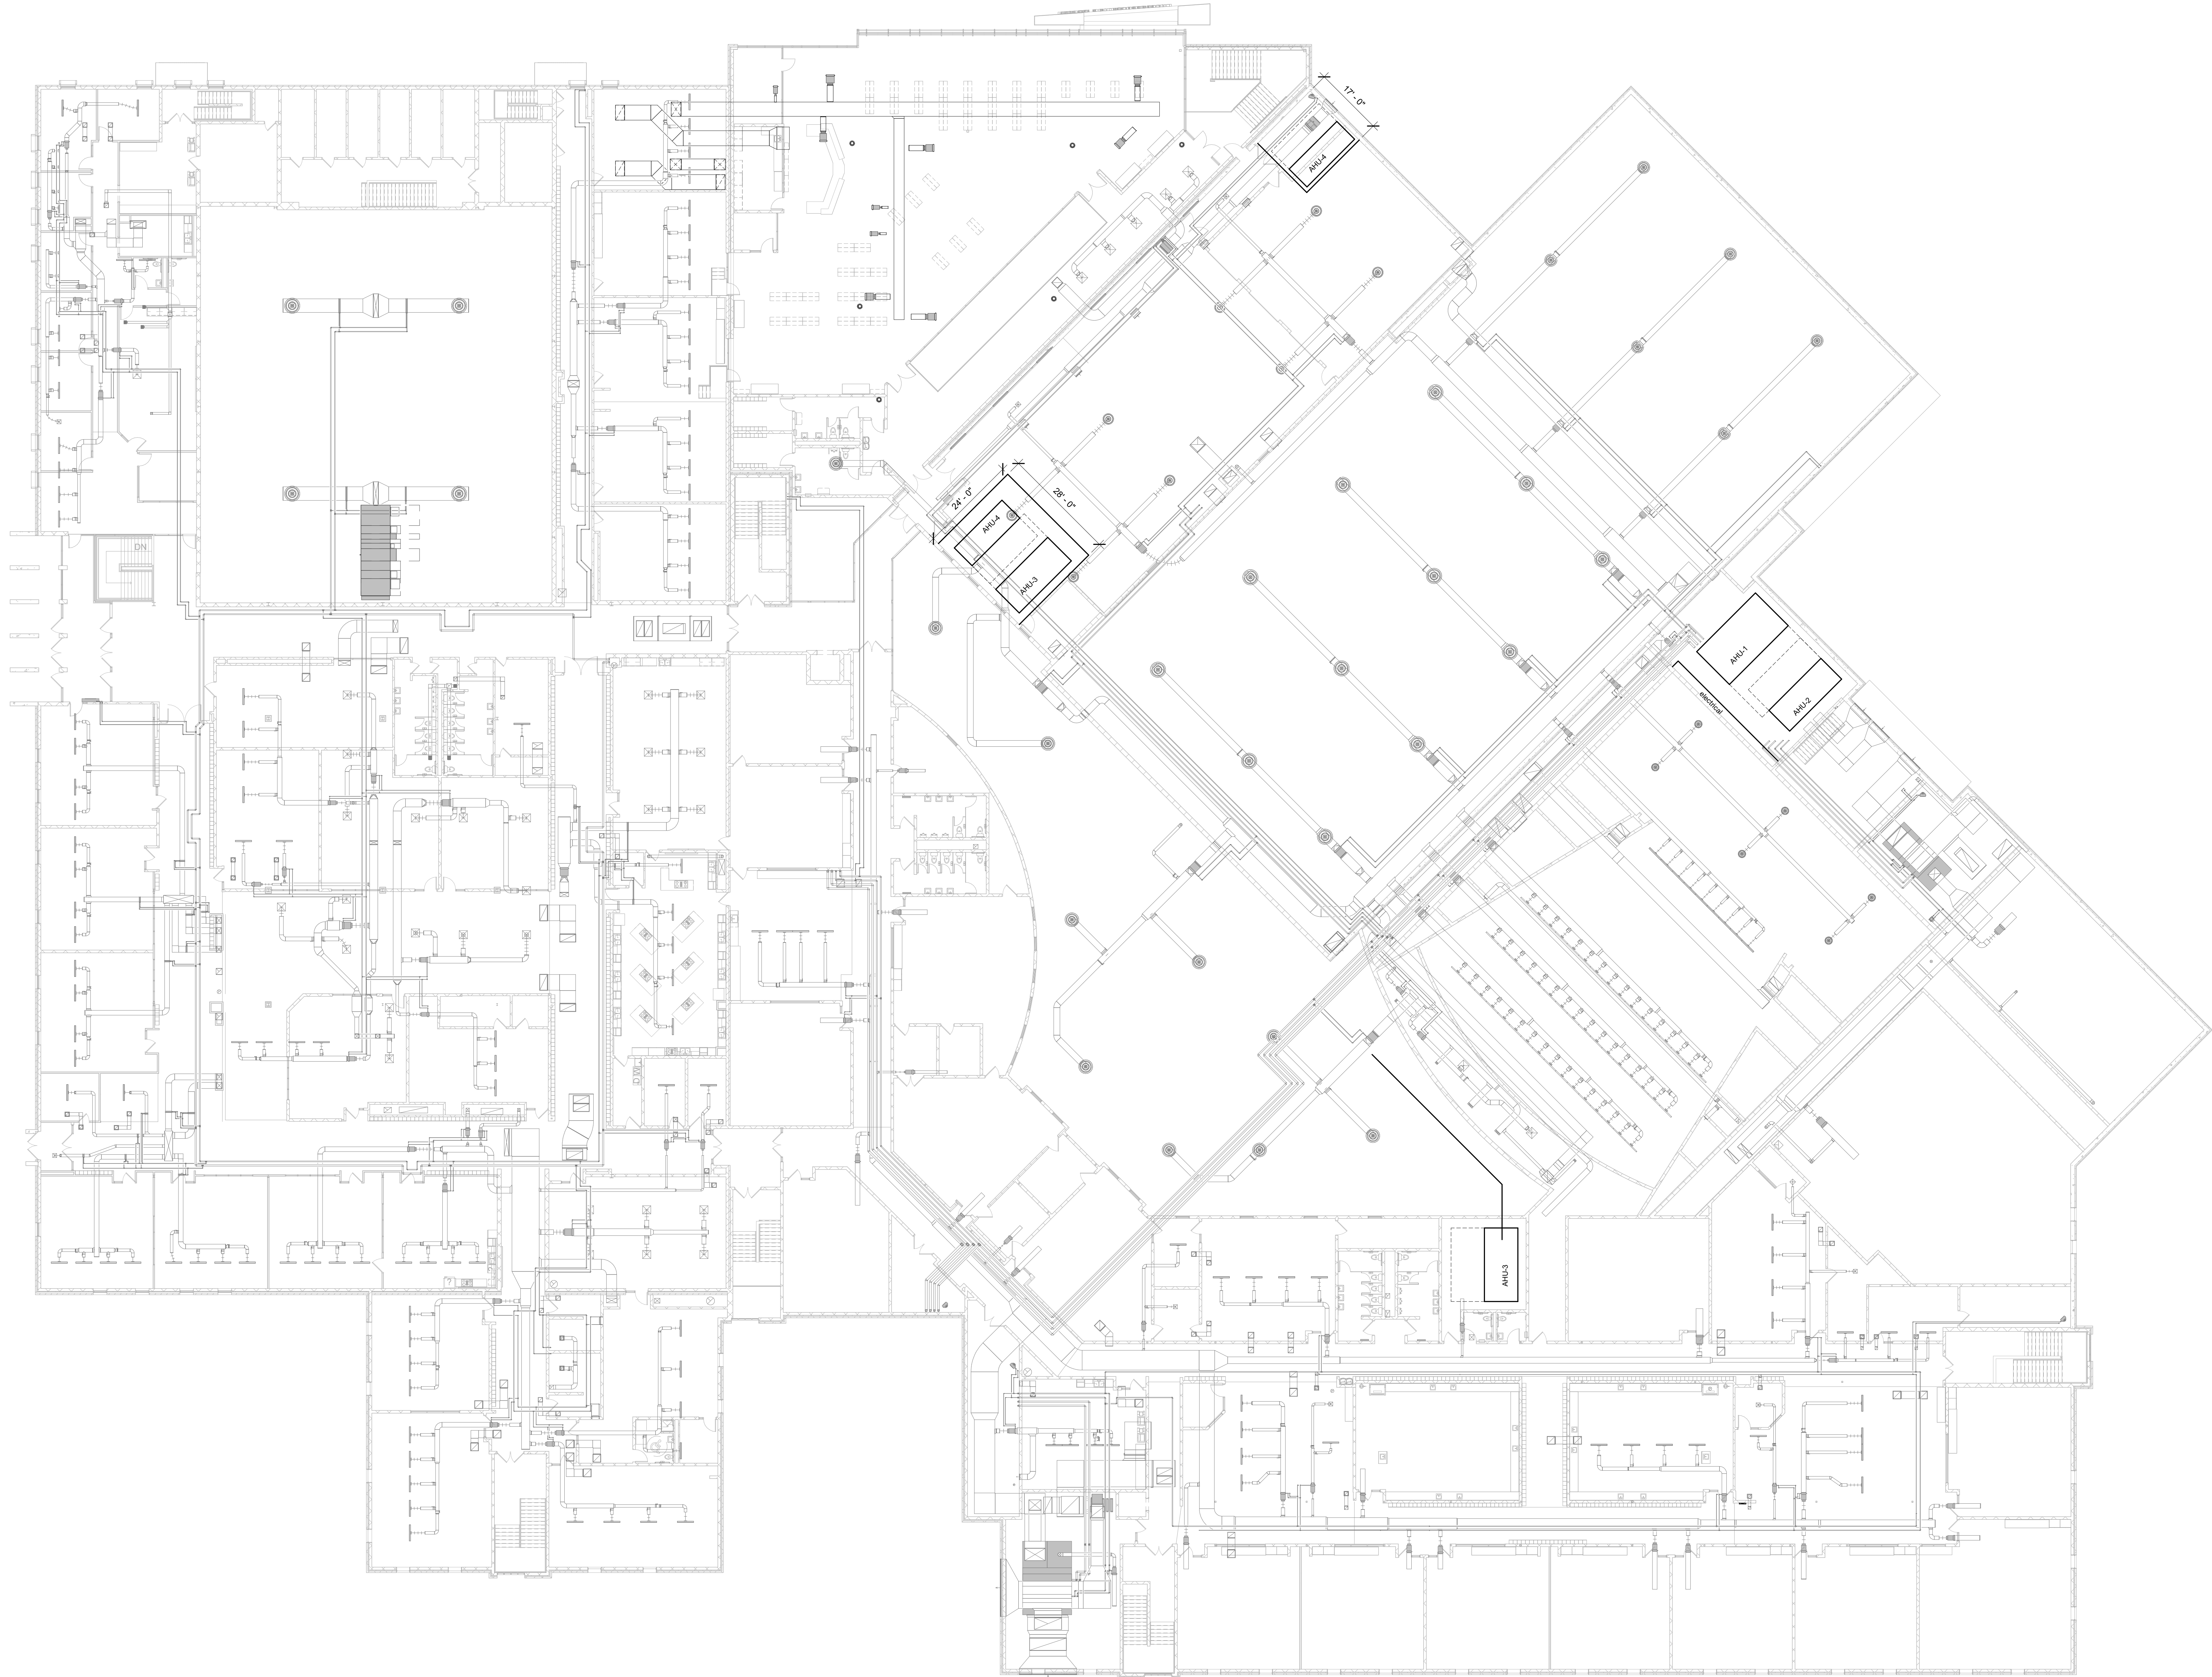 17' - 0"
AHU-4
24' - 0"
28' - 0"
AHU-4
AHU-3
DN
AHU-1
AHU-2
electrical
AHU-3